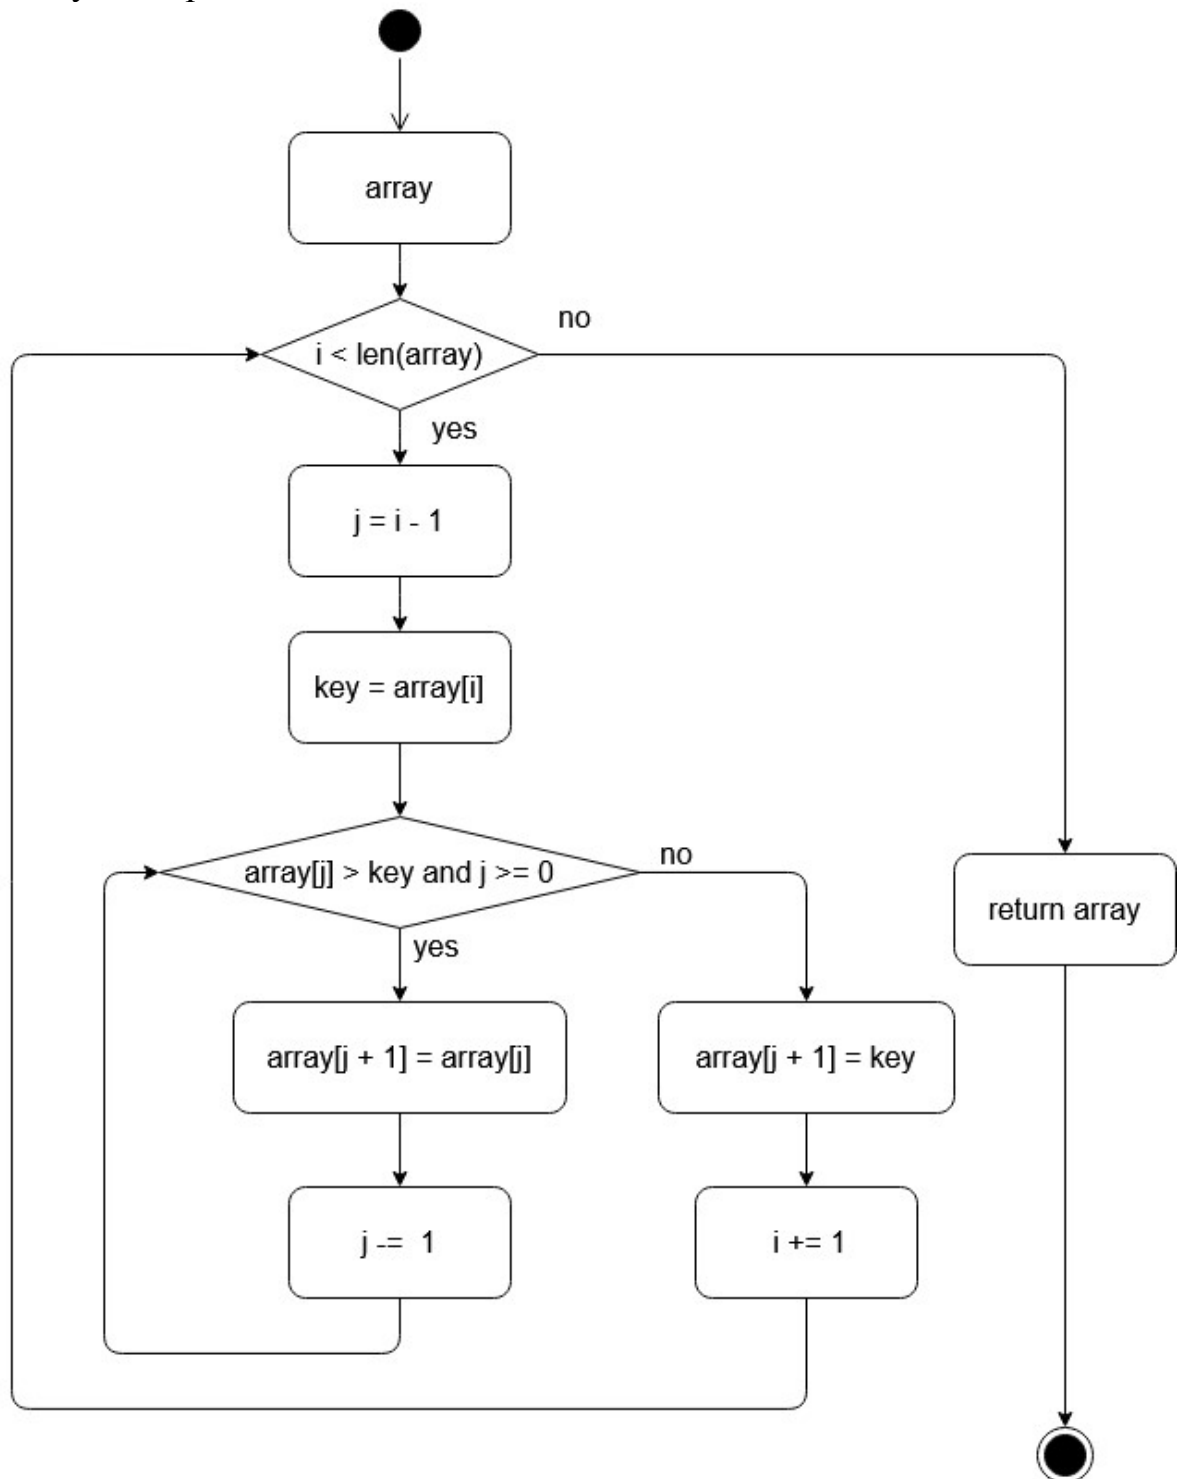 array
i < len(array)
no
yes
j = i - 1
key = array[i]
array[j] > key and j >= 0
no
yes
return array
array[j + 1] = array[j]
array[j + 1] = key
j -= 1
i += 1